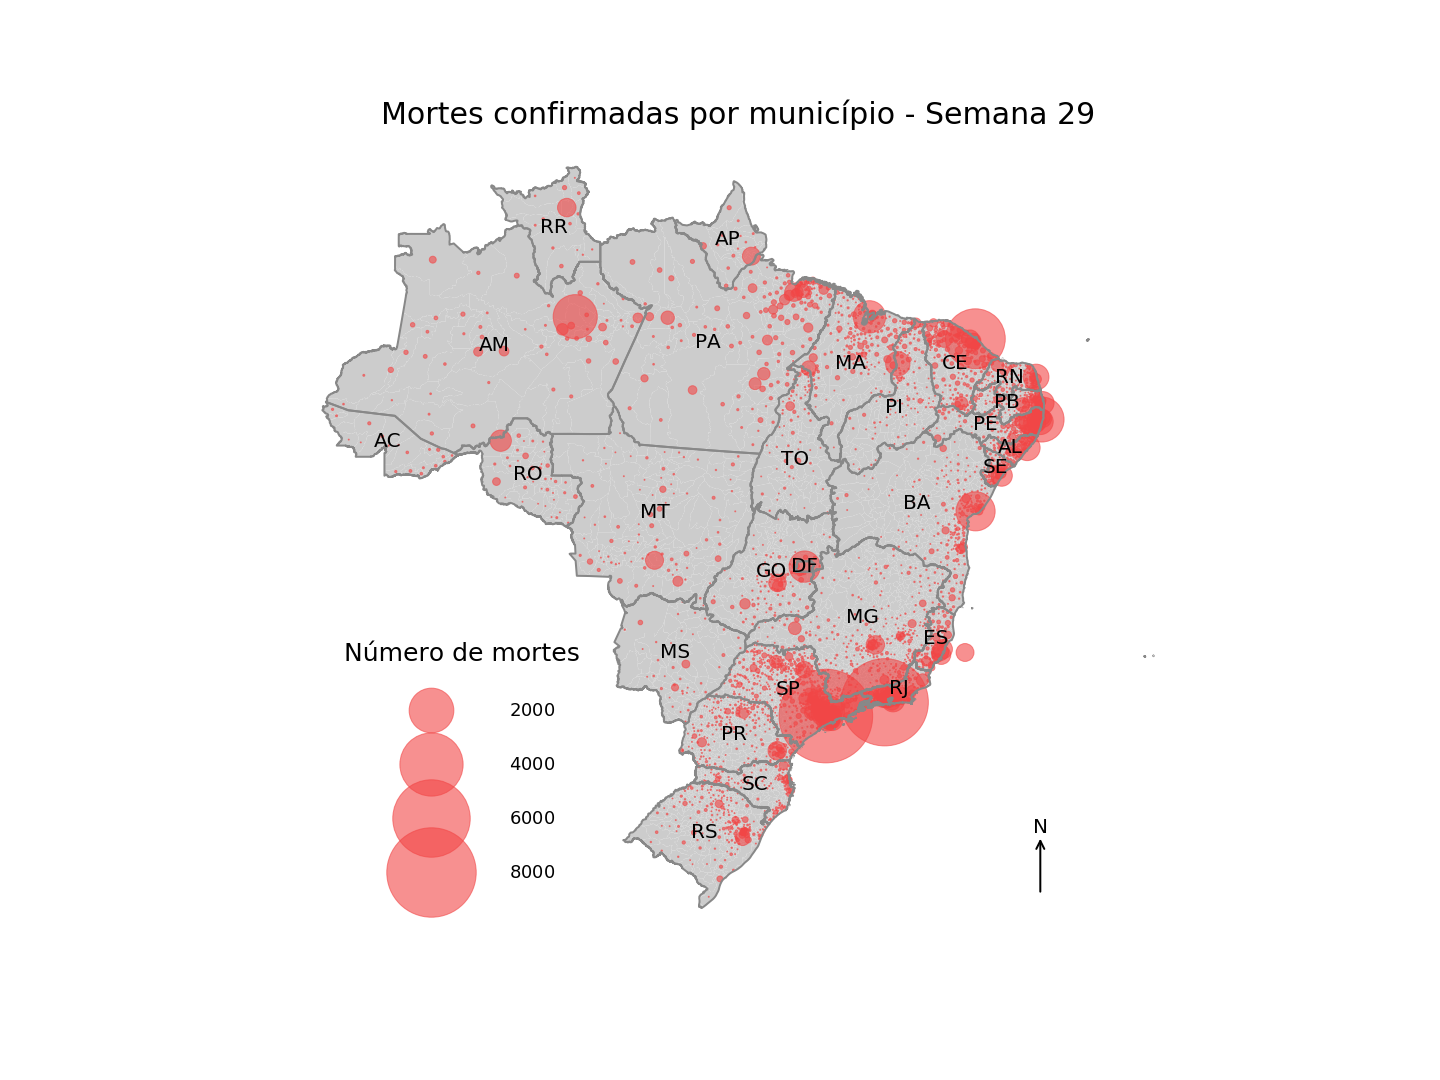 Mortes confirmadas por município - Semana 29
RR
AP
AM
PA
MA
CE
RN
PB
PI
PE
AL
AC
TO
SE
RO
BA
MT
GO DF
MG
ES
MS
Número de mortes
SP
RJ
2000
PR
4000
SC
6000
RS
N
8000